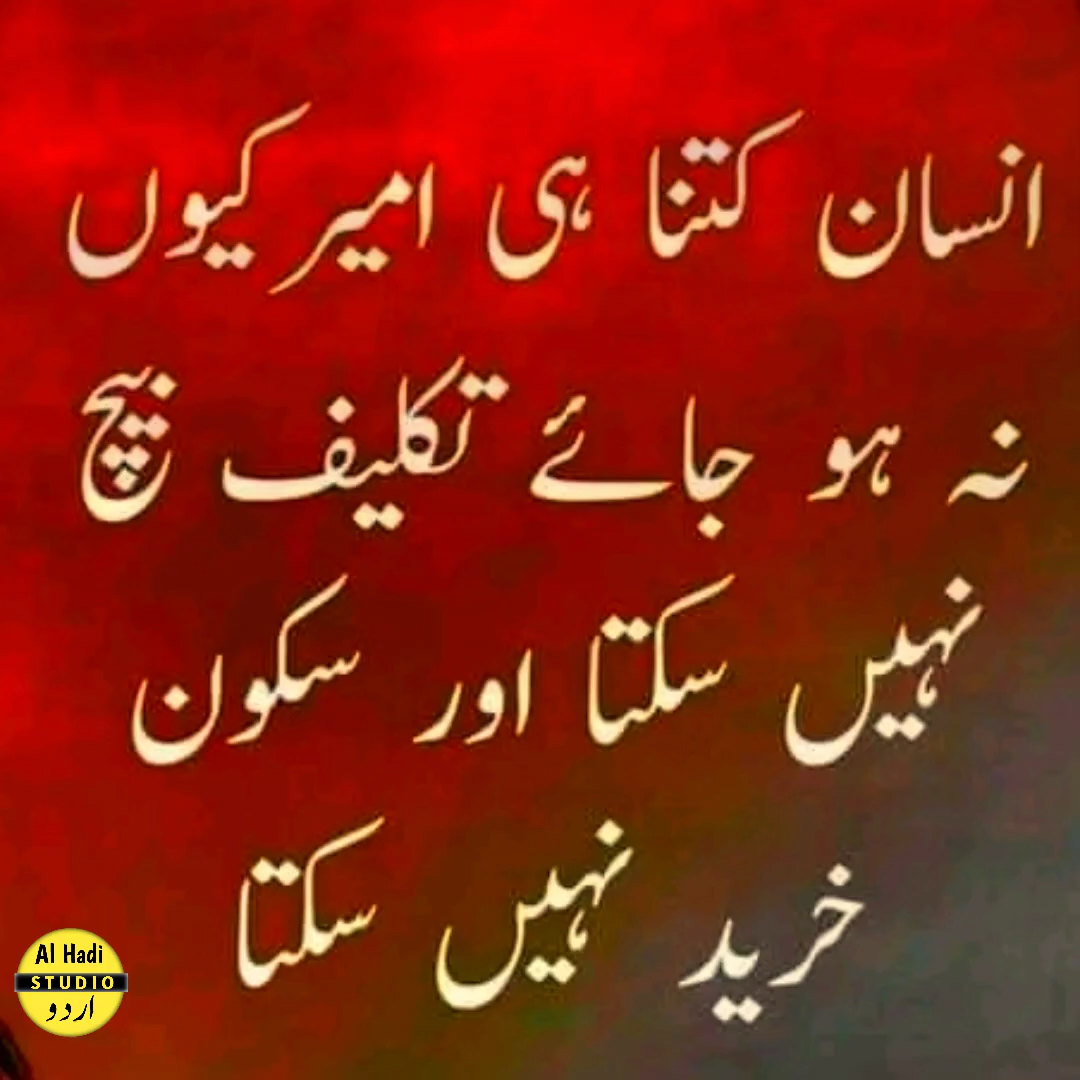 انسان کتنا ہی امیر کیوں
نہ ہو جائے تکلیف بیچ
نہیں سکتا اور سکون
خرید نہیں سکتا
Al Hadi
STUDIO
اردو